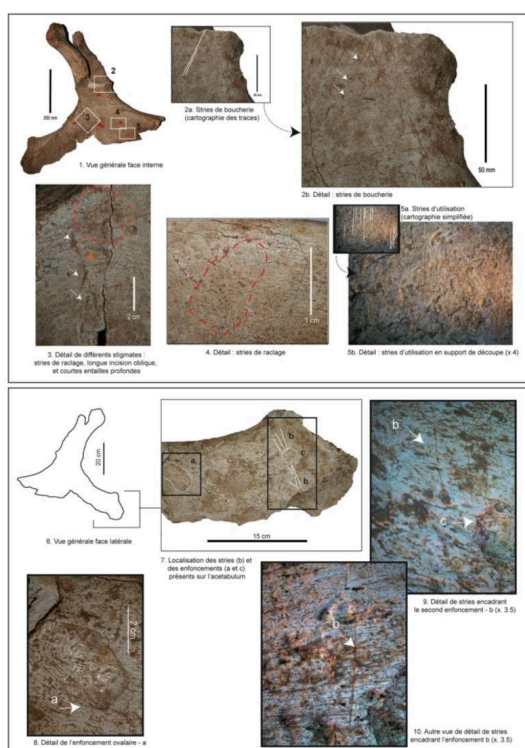 2
3
4
5
200 mm
1. Vue générale face interne
2a. Stries de boucherie
(cartographie des traces)
50 mm
2b. Détail : stries de boucherie
2 cm
3. Détail de différents stigmates :
stries de raclage, longue incision oblique,
et courtes entailles profondes
1 cm
4. Détail : stries de raclage
5a. Stries d'utilisation
(cartographie simplifiée)
5b. Détail : stries d'utilisation en support de découpe (x 4)
20 cm
6. Vue générale face latérale
a
b
c
b
15 cm
7. Localisation des stries (b) et
des enfoncements (a et c)
présents sur l'acetabulum
2 cm
a
8. Détail de l'enfoncement ovalaire - a
b
c
9. Détail de stries encadrant
le second enfoncement - b (x. 3.5)
b
10. Autre vue de détail de stries
encadrant l'enfoncement b (x. 3.5)